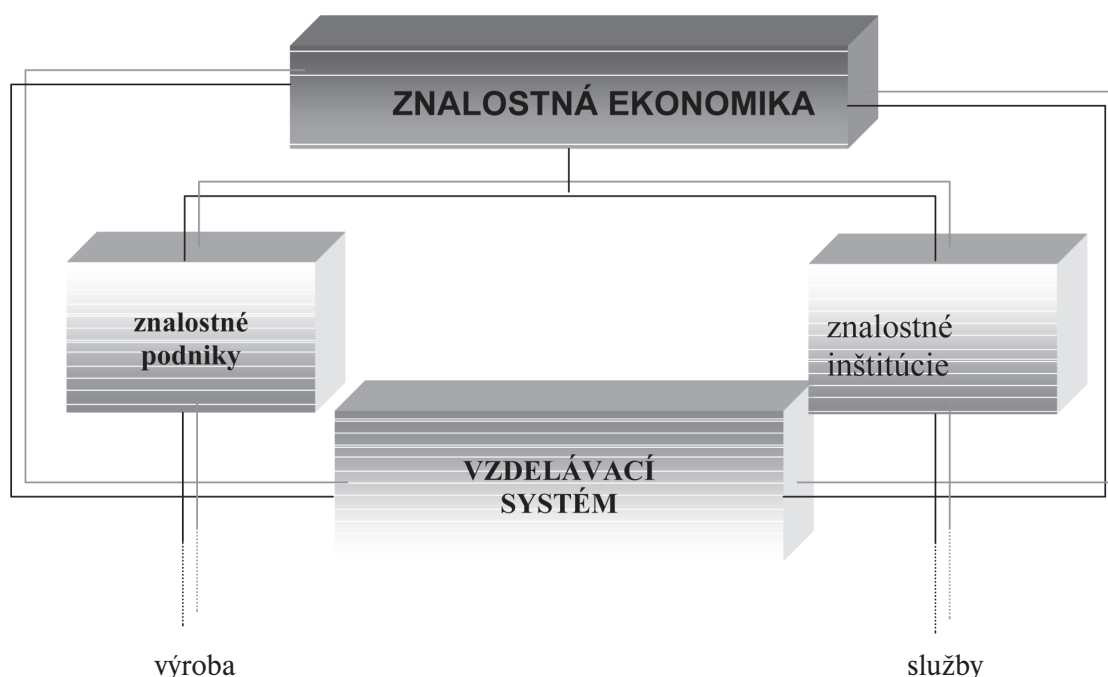 ZNALOSTNÁ EKONOMIKA
znalostné
podniky
znalostné
inštitúcie
VZDELÁVACÍ
SYSTÉM
výroba
služby